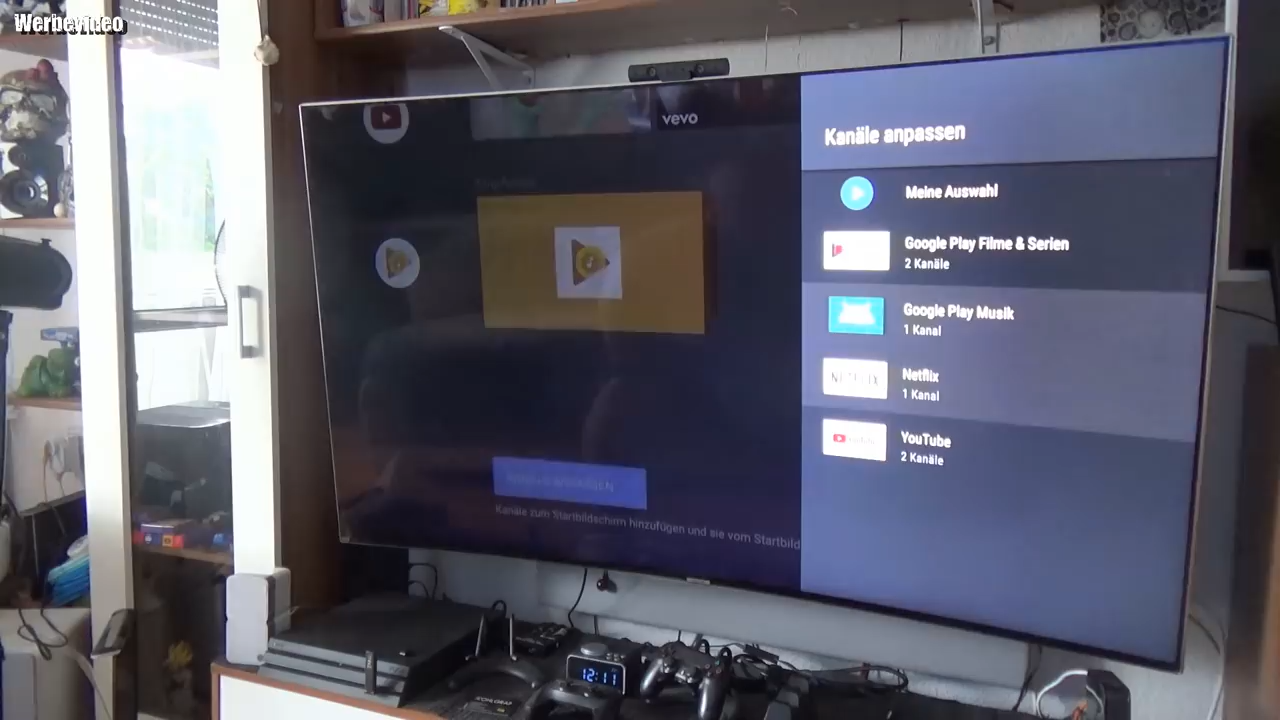 Werbevideo
vevo
Kanäle anpassen
Meine Auswahl
Google Play Filme & Serien
2 Kanäle
Google Play Musik
1 Kanal
NETFLIX
Netflix
1 Kanal
YouTube
2 Kanäle
Kanäle zum Startbildschirm hinzufügen und sie vom Startbild
12:11